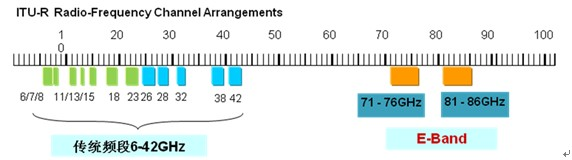 ITU-R Radio-Frequency Channel Arrangements
10 20 30 40 50 60 70 80 90 100
6/7/8 11/13/15 18 23 26 28 32 38 42
71 - 76GHz 81 - 86GHz
传统频段6-42GHz E-Band